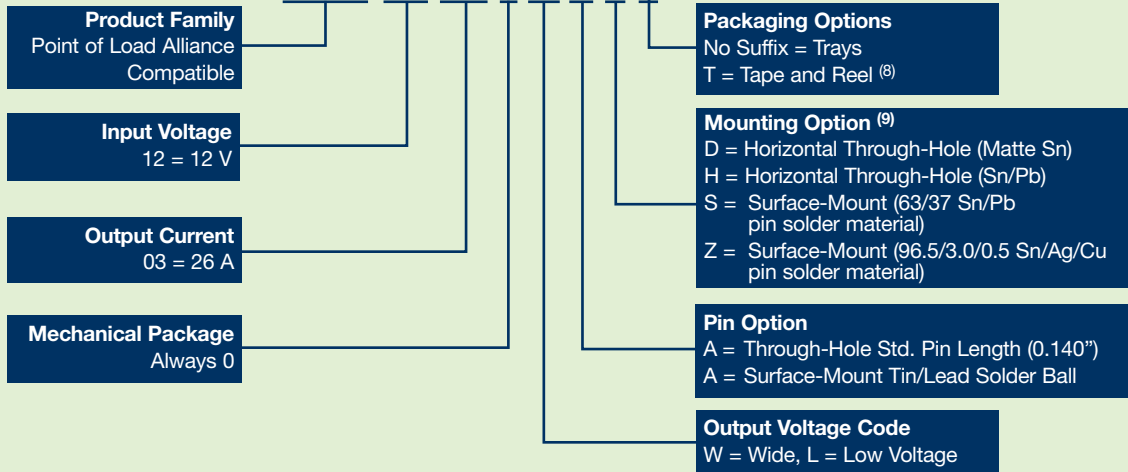 Product Family
Point of Load Alliance
Compatible
Input Voltage
12 = 12 V
Output Current
03 = 26 A
Mechanical Package
Always 0
Packaging Options
No Suffix = Trays
T = Tape and Reel (8)
Mounting Option (9)
D = Horizontal Through-Hole (Matte Sn)
H = Horizontal Through-Hole (Sn/Pb)
S = Surface-Mount (63/37 Sn/Pb
pin solder material)
Z = Surface-Mount (96.5/3.0/0.5 Sn/Ag/Cu
pin solder material)
Pin Option
A = Through-Hole Std. Pin Length (0.140”)
A = Surface-Mount Tin/Lead Solder Ball
Output Voltage Code
W = Wide, L = Low Voltage